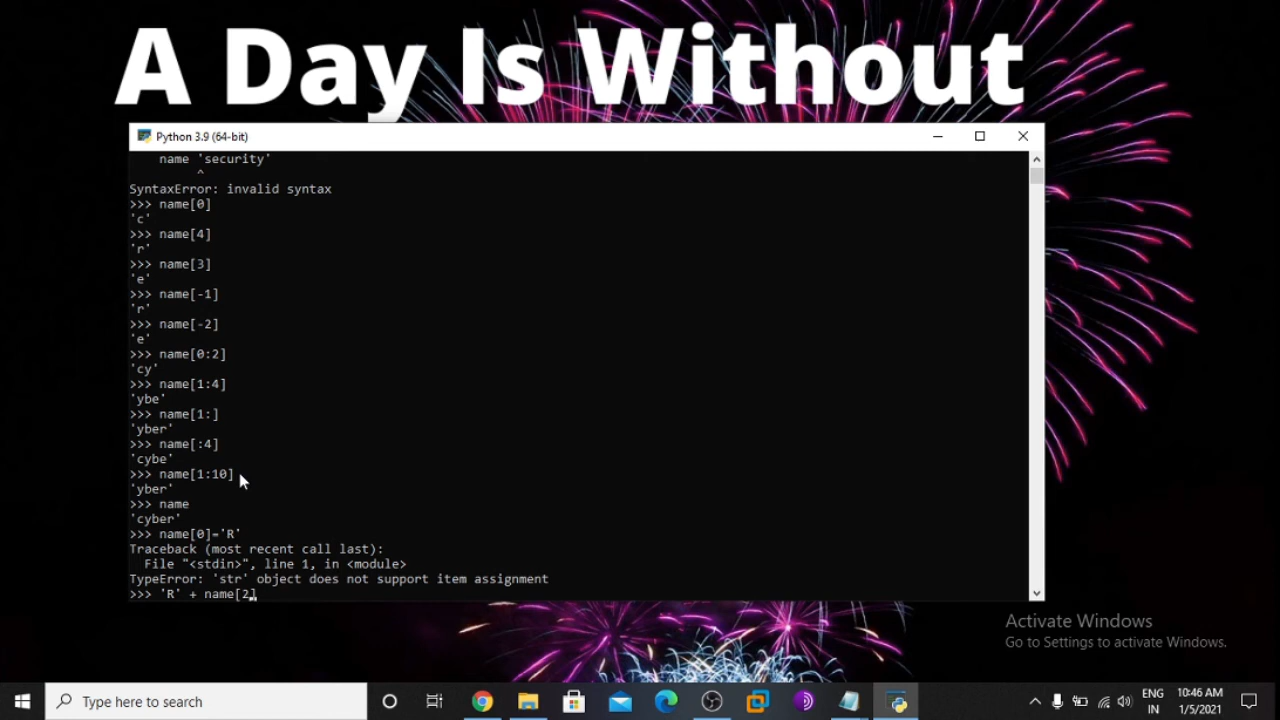 A Day Is Without
Python 3.9 (64-bit)
name 'security'
^
SyntaxError: invalid syntax
>>> name[0]
'c'
>>> name[4]
'r'
>>> name[3]
'e'
>>> name[-1]
'r'
>>> name[-2]
'e'
>>> name[0:2]
'cy'
>>> name[1:4]
'ybe'
>>> name[1:]
'yber'
>>> name[:4]
'cybe'
>>> name[1:10]
'yber'
>>> name
'cyber'
>>> name[0]='R'
Traceback (most recent call last):
File "<stdin>", line 1, in <module>
TypeError: 'str' object does not support item assignment
>>> 'R' + name[2]
Activate Windows
Go to Settings to activate Windows.
Type here to search
ENG
IN
10:46 AM
1/5/2021